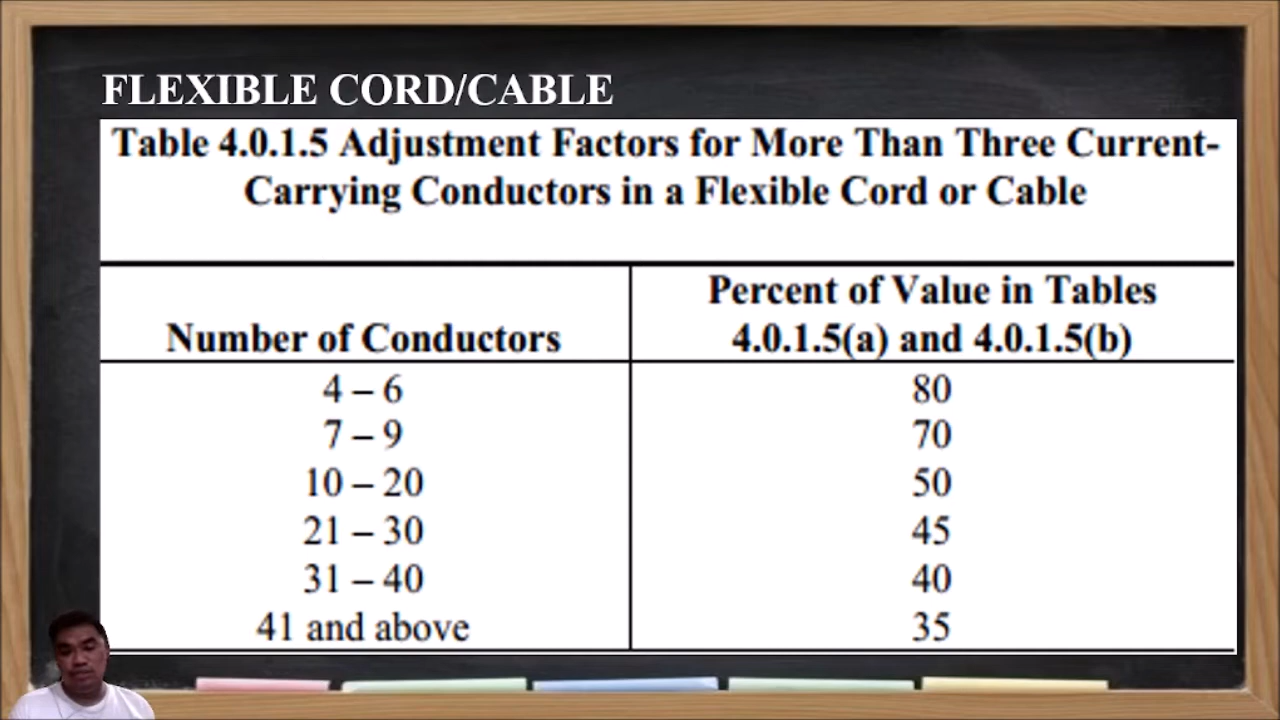 FLEXIBLE CORD/CABLE
Table 4.0.1.5 Adjustment Factors for More Than Three Current-
Carrying Conductors in a Flexible Cord or Cable
Number of Conductors
Percent of Value in Tables
4.0.1.5(a) and 4.0.1.5(b)
4 – 6 80
7 – 9 70
10 – 20 50
21 – 30 45
31 – 40 40
41 and above 35